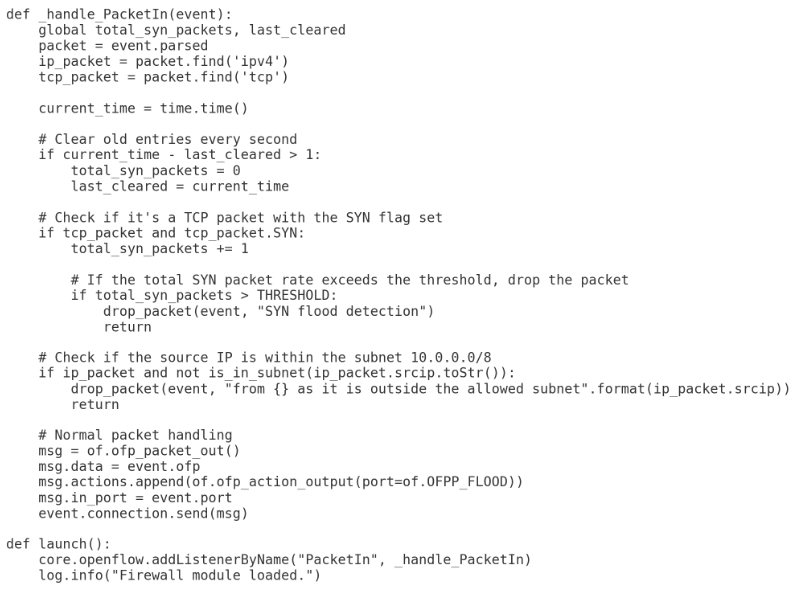 def _handle_PacketIn(event):
    global total_syn_packets, last_cleared
    packet = event.parsed
    ip_packet = packet.find('ipv4')
    tcp_packet = packet.find('tcp')

    current_time = time.time()

    # Clear old entries every second
    if current_time - last_cleared > 1:
        total_syn_packets = 0
        last_cleared = current_time

    # Check if it's a TCP packet with the SYN flag set
    if tcp_packet and tcp_packet.SYN:
        total_syn_packets += 1

        # If the total SYN packet rate exceeds the threshold, drop the packet
        if total_syn_packets > THRESHOLD:
            drop_packet(event, "SYN flood detection")
            return

    # Check if the source IP is within the subnet 10.0.0.0/8
    if ip_packet and not is_in_subnet(ip_packet.srcip.toStr()):
        drop_packet(event, "from {} as it is outside the allowed subnet".format(ip_packet.srcip))
        return

    # Normal packet handling
    msg = of.ofp_packet_out()
    msg.data = event.ofp
    msg.actions.append(of.ofp_action_output(port=of.OFPP_FLOOD))
    msg.in_port = event.port
    event.connection.send(msg)

def launch():
    core.openflow.addListenerByName("PacketIn", _handle_PacketIn)
    log.info("Firewall module loaded.")